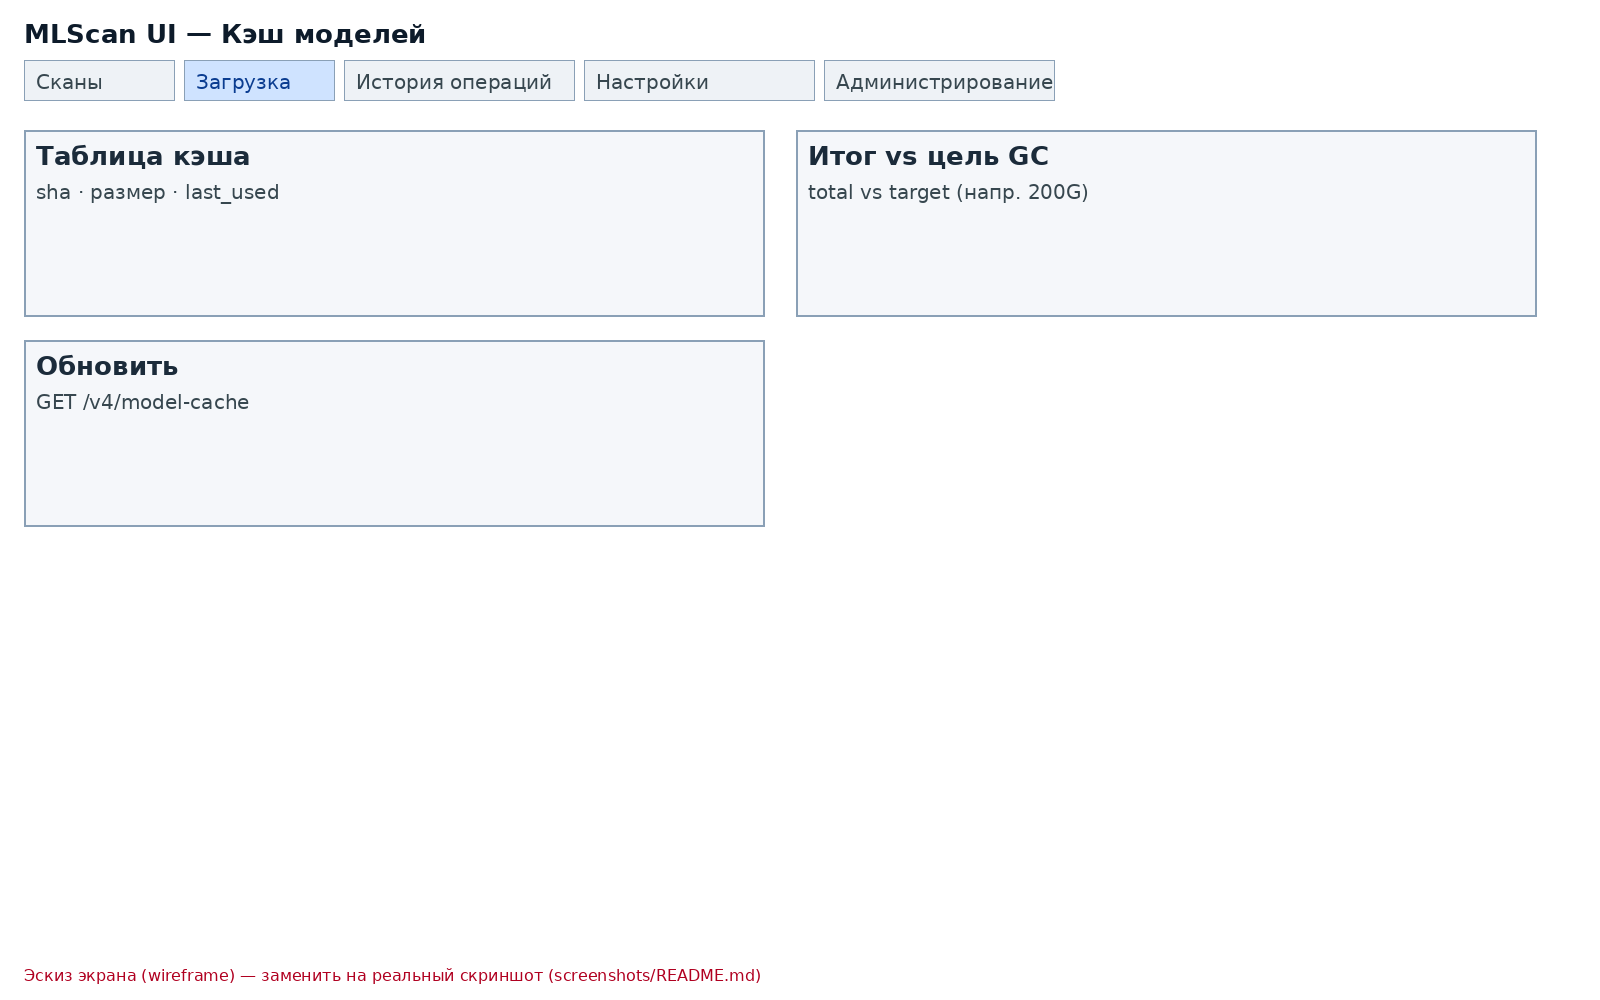 MLScan UI — Кэш моделей
Сканы
Загрузка
История операций
Настройки
Администрирование
Таблица кэша
sha · размер · last_used
Итог vs цель GC
total vs target (напр. 200G)
Обновить
GET /v4/model-cache
Эскиз экрана (wireframe) — заменить на реальный скриншот (screenshots/README.md)